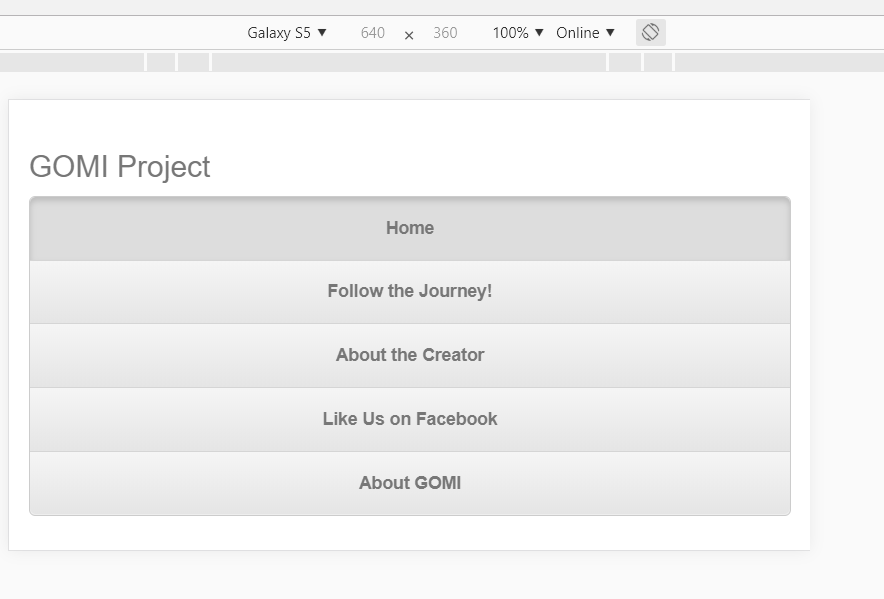 Galaxy S5 ▼ 640 × 360 100% ▼ Online ▼
GOMI Project
Home
Follow the Journey!
About the Creator
Like Us on Facebook
About GOMI